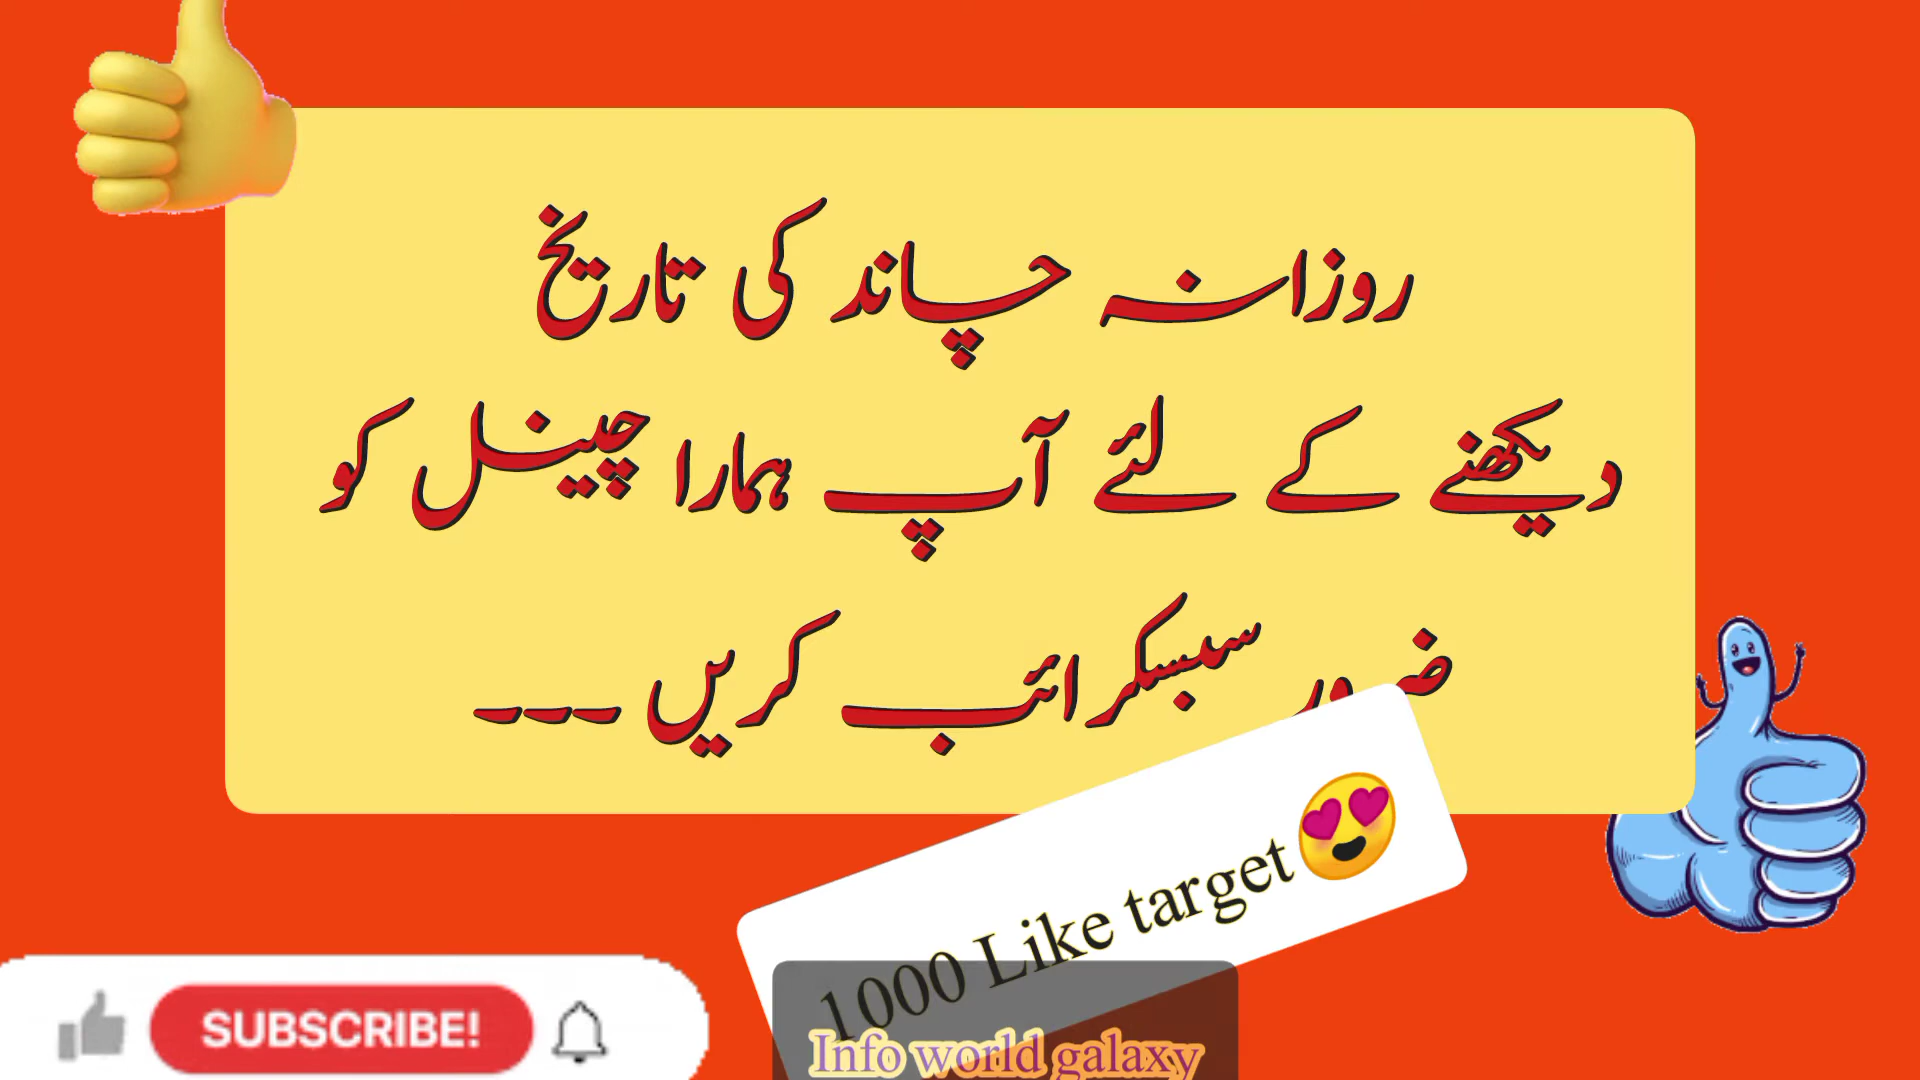 روزانہ چاند کی تاریخ
دیکھنے کے لئے آپ ہمارا چینل کو
ضرور سبسکرائب کریں ---
1000 Like target
SUBSCRIBE!
Info world galaxy